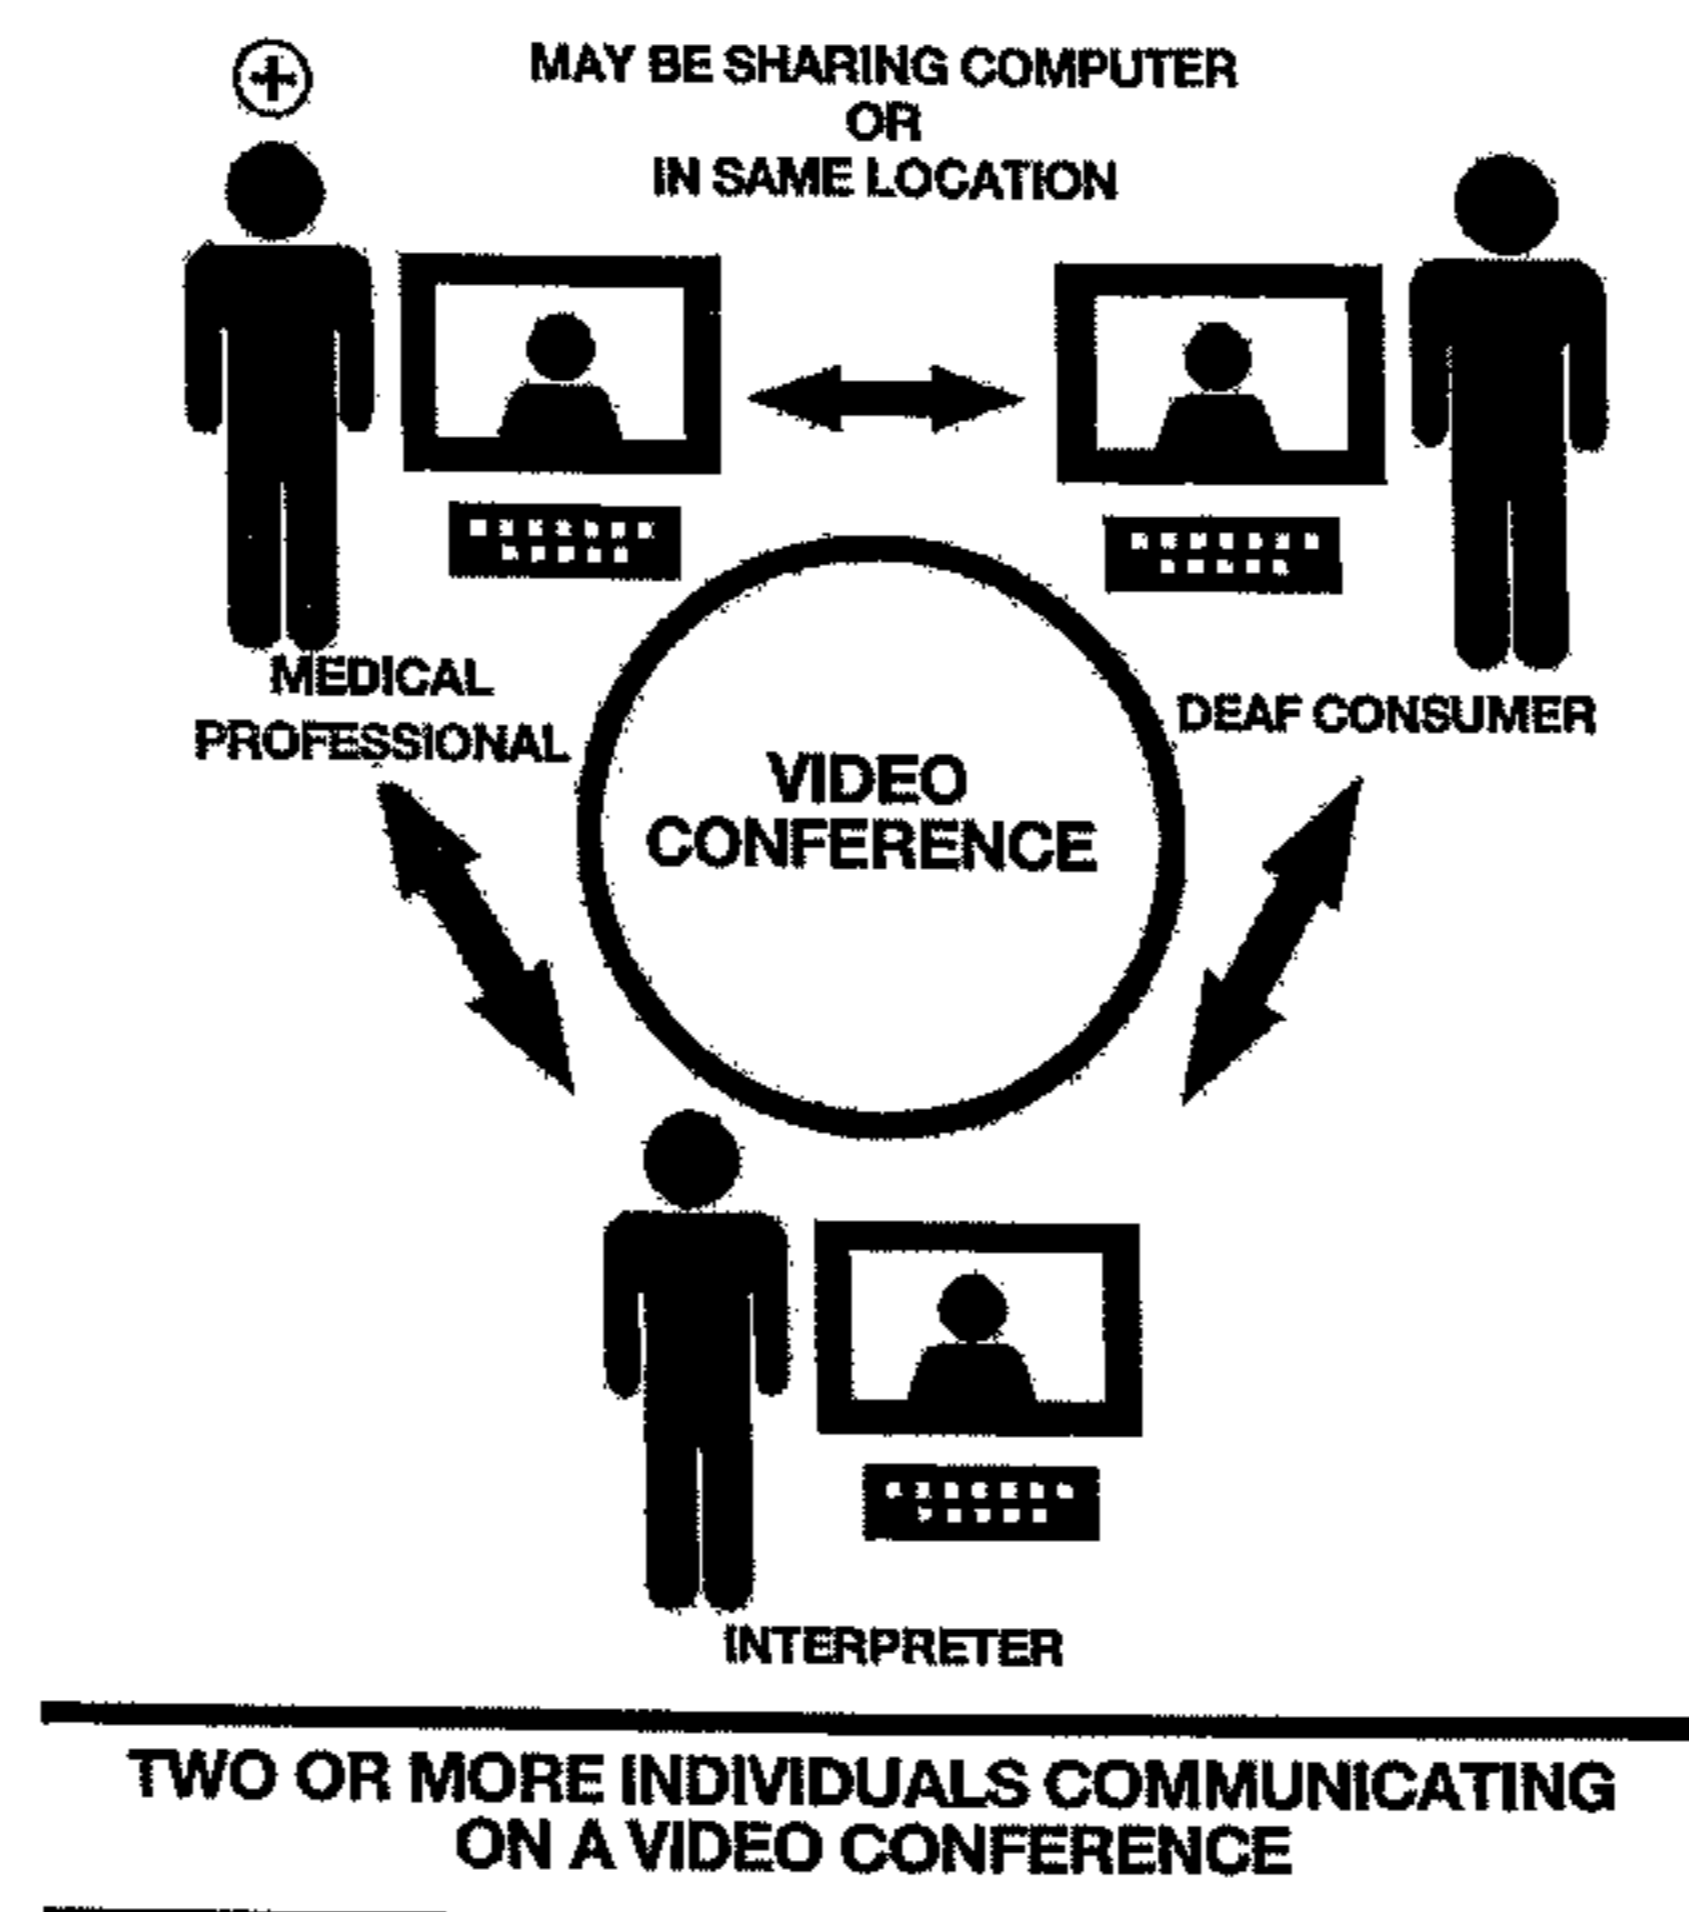 MAY BE SHARING COMPUTER
OR
IN SAME LOCATION
MEDICAL
PROFESSIONAL
DEAF CONSUMER
VIDEO
CONFERENCE
INTERPRETER
TWO OR MORE INDIVIDUALS COMMUNICATING
ON A VIDEO CONFERENCE